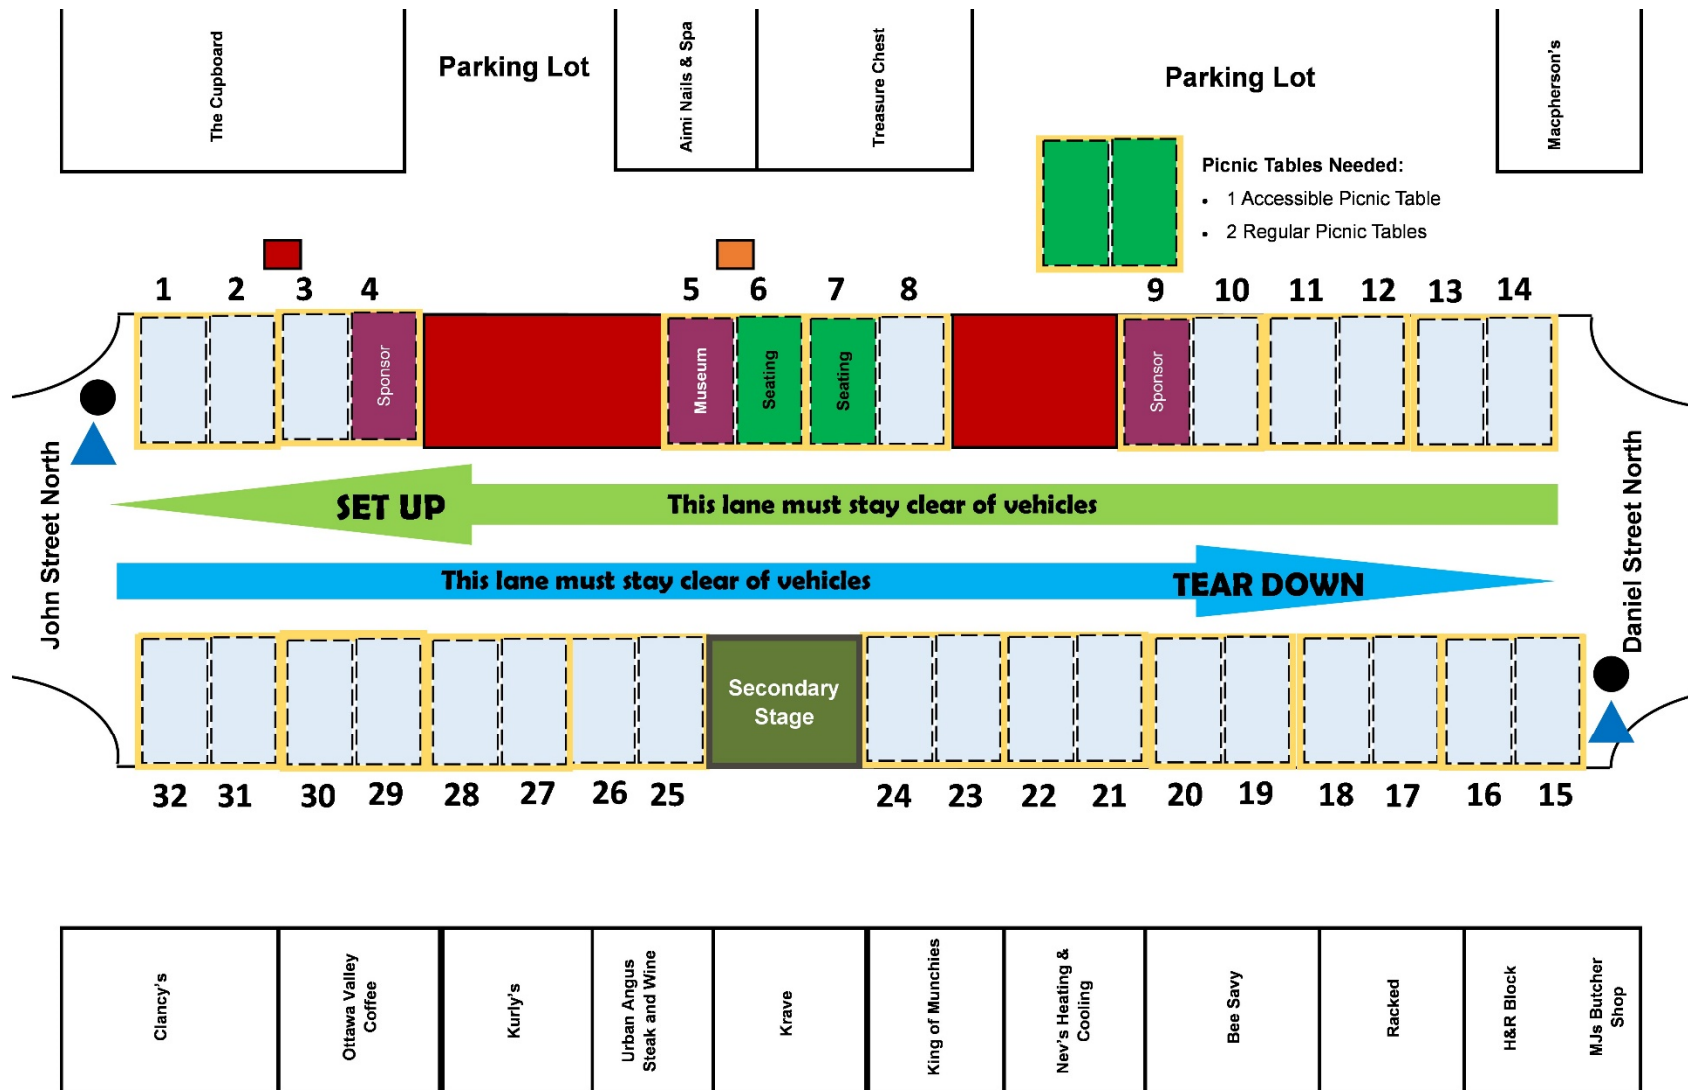 The Cupboard
Parking Lot
Aimi Nails & Spa
Treasure Chest
Parking Lot
Macpherson's
Picnic Tables Needed:
• 1 Accessible Picnic Table
• 2 Regular Picnic Tables
1 2 3 4 5 6 7 8 9 10 11 12 13 14
Sponsor
Museum
Seating
Seating
Sponsor
John Street North
SET UP
This lane must stay clear of vehicles
This lane must stay clear of vehicles
TEAR DOWN
Daniel Street North
Secondary
Stage
32 31 30 29 28 27 26 25 24 23 22 21 20 19 18 17 16 15
Clancy's
Ottawa Valley
Coffee
Kurly's
Urban Angus
Steak and Wine
Krave
King of Munchies
Nev's Heating &
Cooling
Bee Savy
Racked
H&R Block
MJs Butcher
Shop